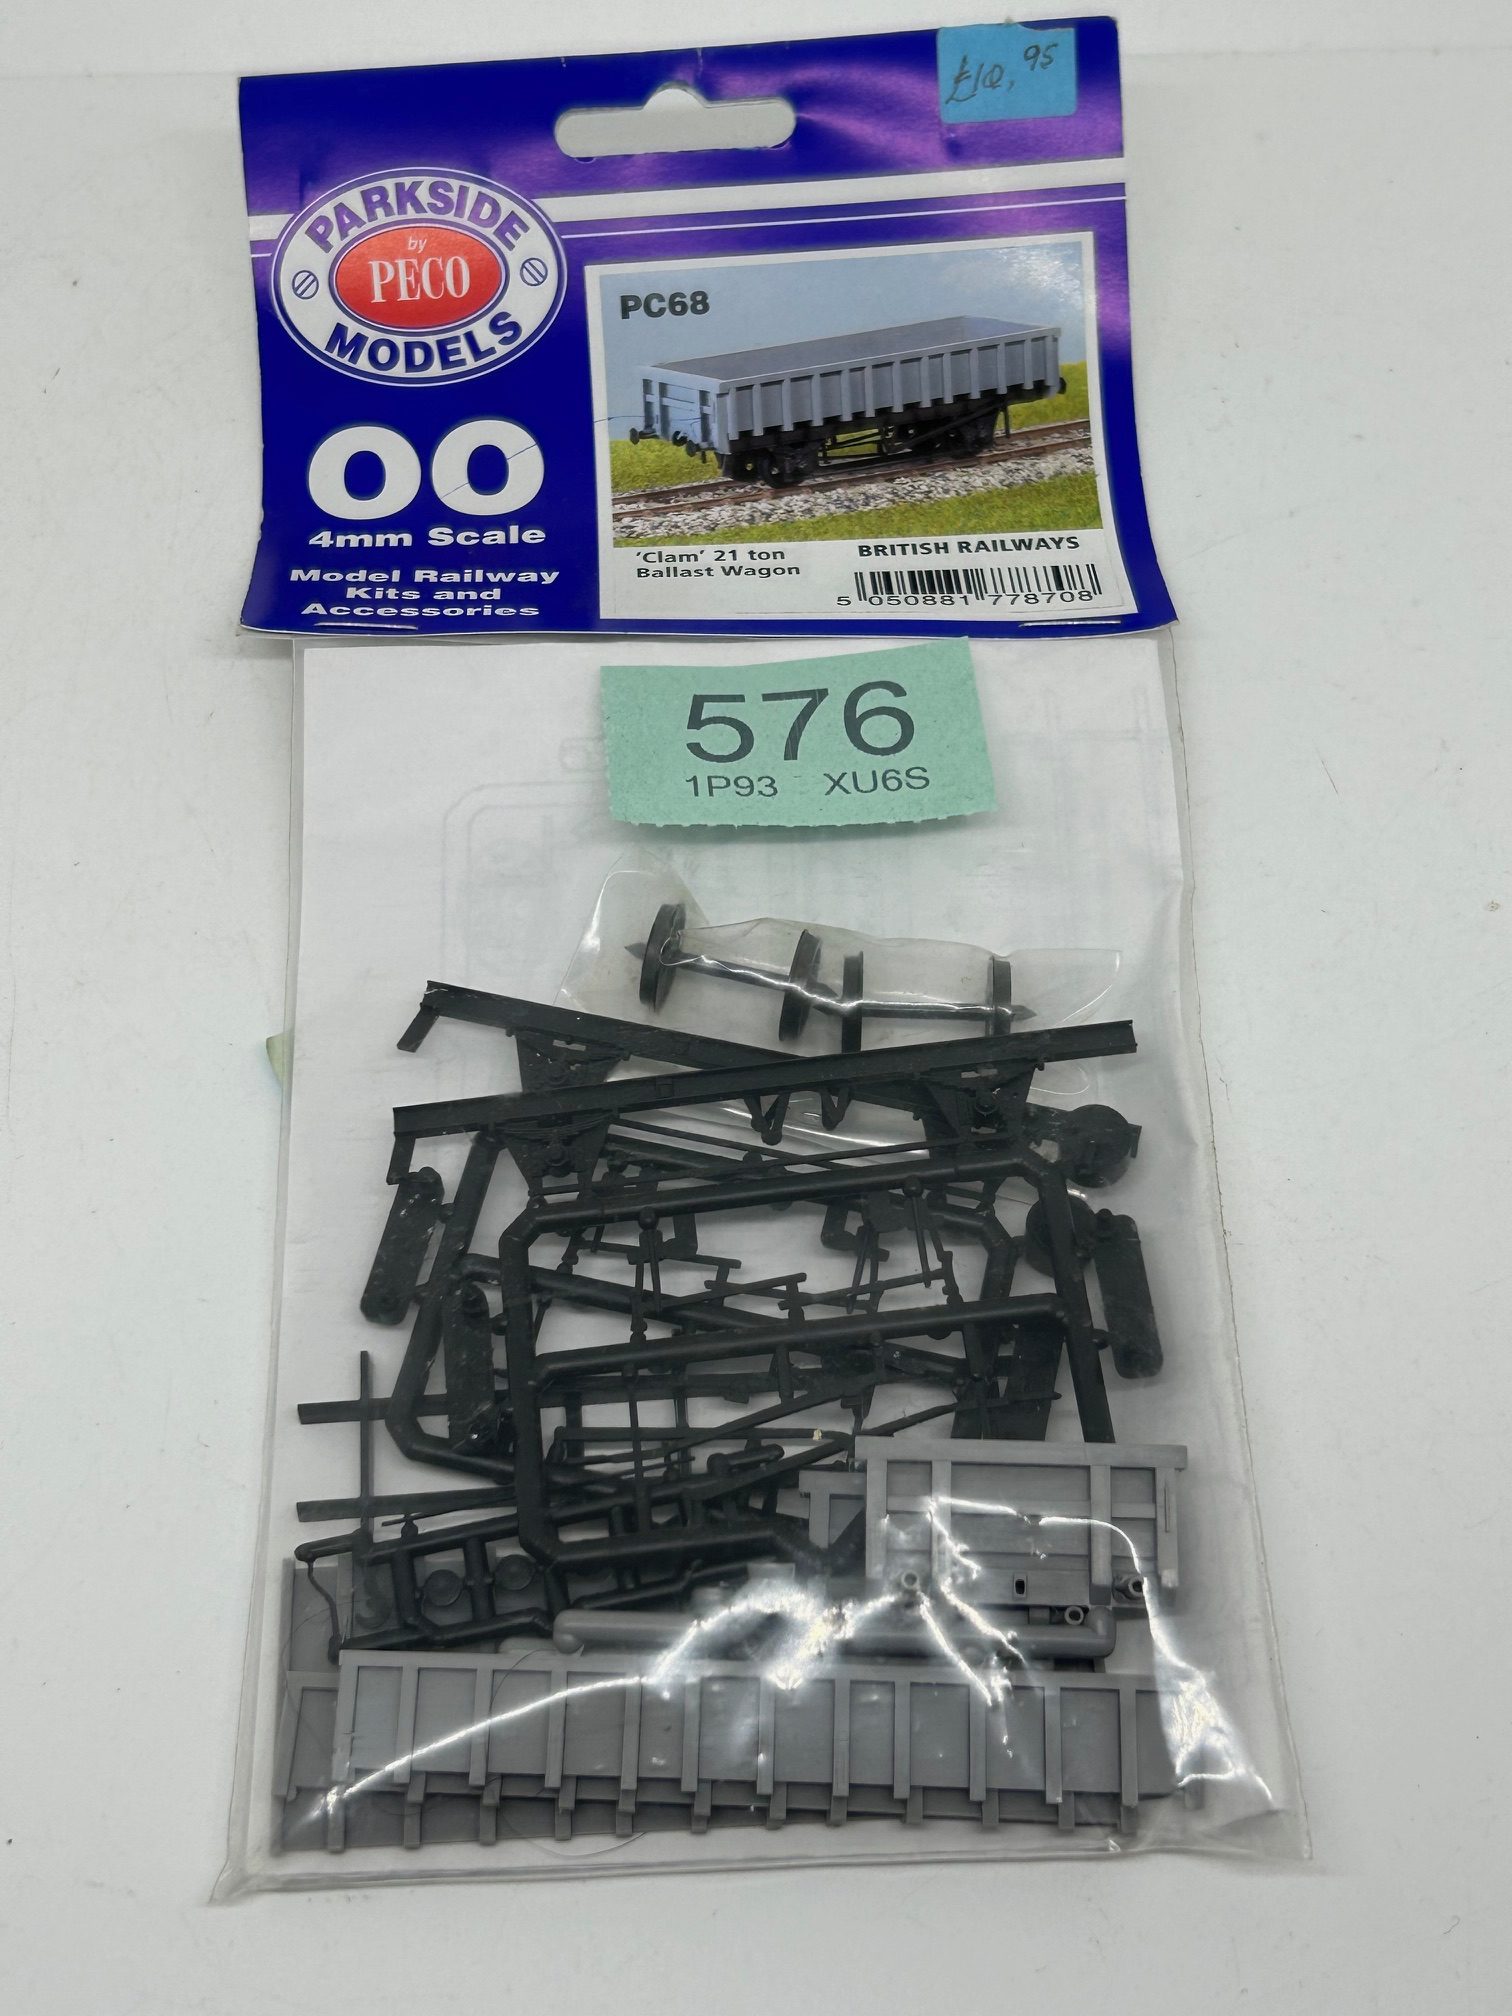 £10.95
PARKSIDE
by
PECO
MODELS
OO
4mm Scale
Model Railway
Kits and
Accessories
PC68
'Clam' 21 ton
Ballast Wagon
BRITISH RAILWAYS
5 050881 778708
576
1P93 XU6S